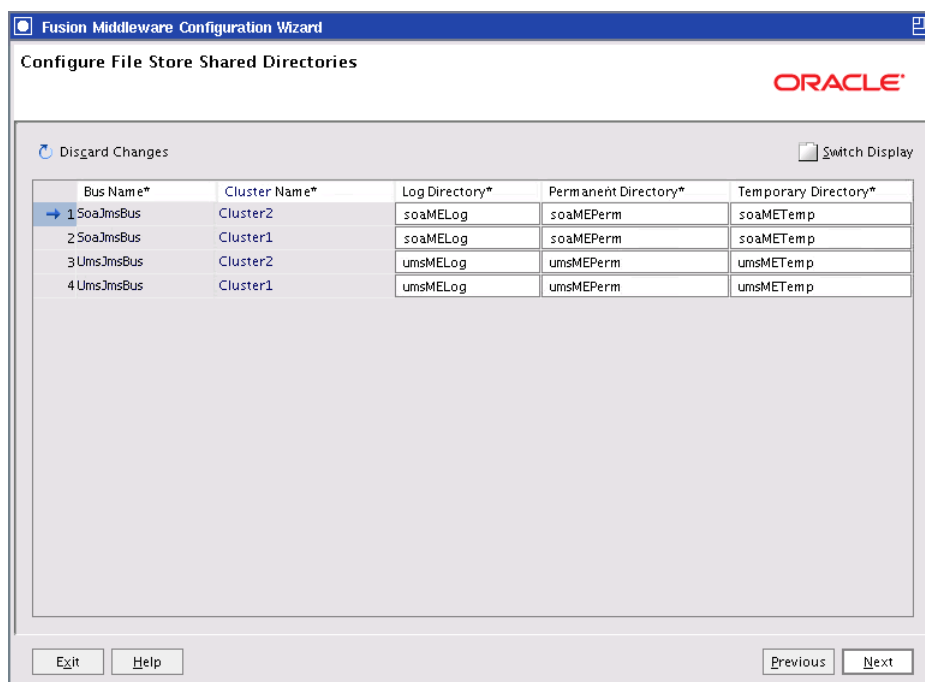 Fusion Middleware Configuration Wizard
Configure File Store Shared Directories
ORACLE
Discard Changes Switch Display
Bus Name* Cluster Name* Log Directory* Permanent Directory* Temporary Directory*
1 SoaJmsBus Cluster2 soaMELog soaMEPerm soaMETemp
2 SoaJmsBus Cluster1 soaMELog soaMEPerm soaMETemp
3 UmsJmsBus Cluster2 umsMELog umsMEPerm umsMETemp
4 UmsJmsBus Cluster1 umsMELog umsMEPerm umsMETemp
Exit Help Previous Next